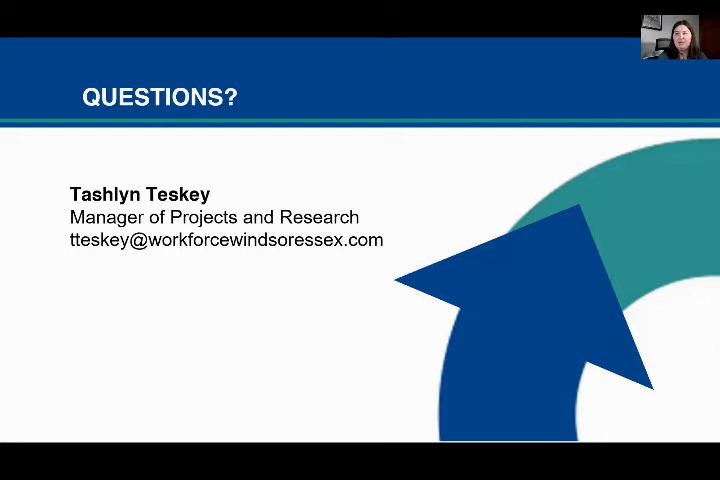 QUESTIONS?
Tashlyn Teskey
Manager of Projects and Research
tteskey@workforcewindsoressex.com